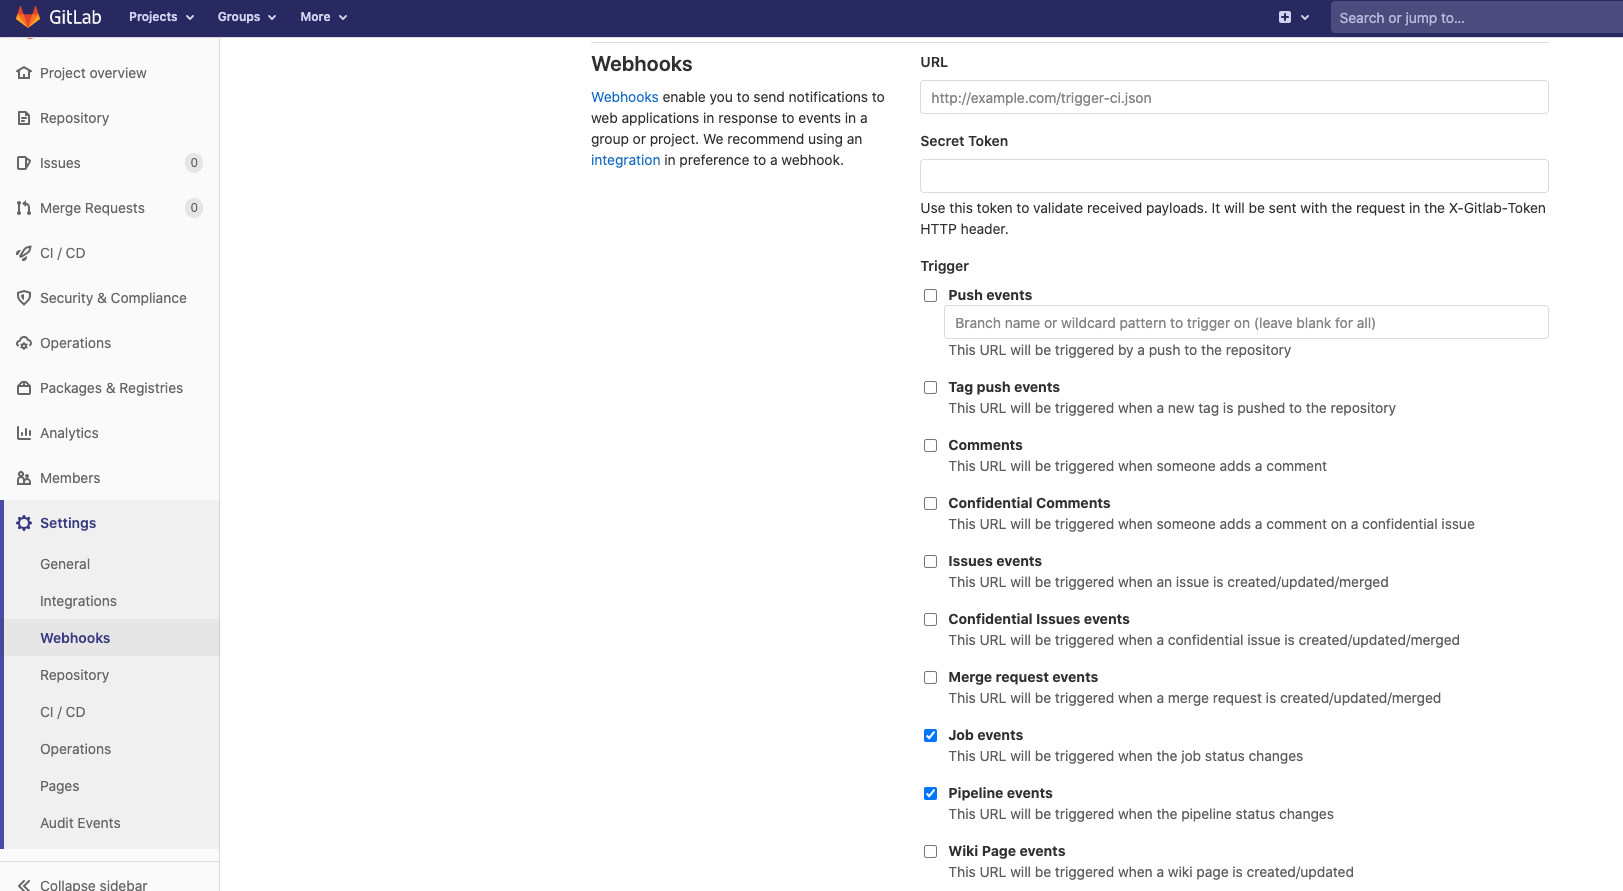 GitLab
Projects
Groups
More
Search or jump to...
Project overview
Repository
Issues
0
Merge Requests
0
CI / CD
Security & Compliance
Operations
Packages & Registries
Analytics
Members
Settings
General
Integrations
Webhooks
Repository
CI / CD
Operations
Pages
Audit Events
Collapse sidebar
Webhooks
Webhooks enable you to send notifications to
web applications in response to events in a
group or project. We recommend using an
integration in preference to a webhook.
URL
http://example.com/trigger-ci.json
Secret Token
Use this token to validate received payloads. It will be sent with the request in the X-Gitlab-Token
HTTP header.
Trigger
Push events
Branch name or wildcard pattern to trigger on (leave blank for all)
This URL will be triggered by a push to the repository
Tag push events
This URL will be triggered when a new tag is pushed to the repository
Comments
This URL will be triggered when someone adds a comment
Confidential Comments
This URL will be triggered when someone adds a comment on a confidential issue
Issues events
This URL will be triggered when an issue is created/updated/merged
Confidential Issues events
This URL will be triggered when a confidential issue is created/updated/merged
Merge request events
This URL will be triggered when a merge request is created/updated/merged
Job events
This URL will be triggered when the job status changes
Pipeline events
This URL will be triggered when the pipeline status changes
Wiki Page events
This URL will be triggered when a wiki page is created/updated